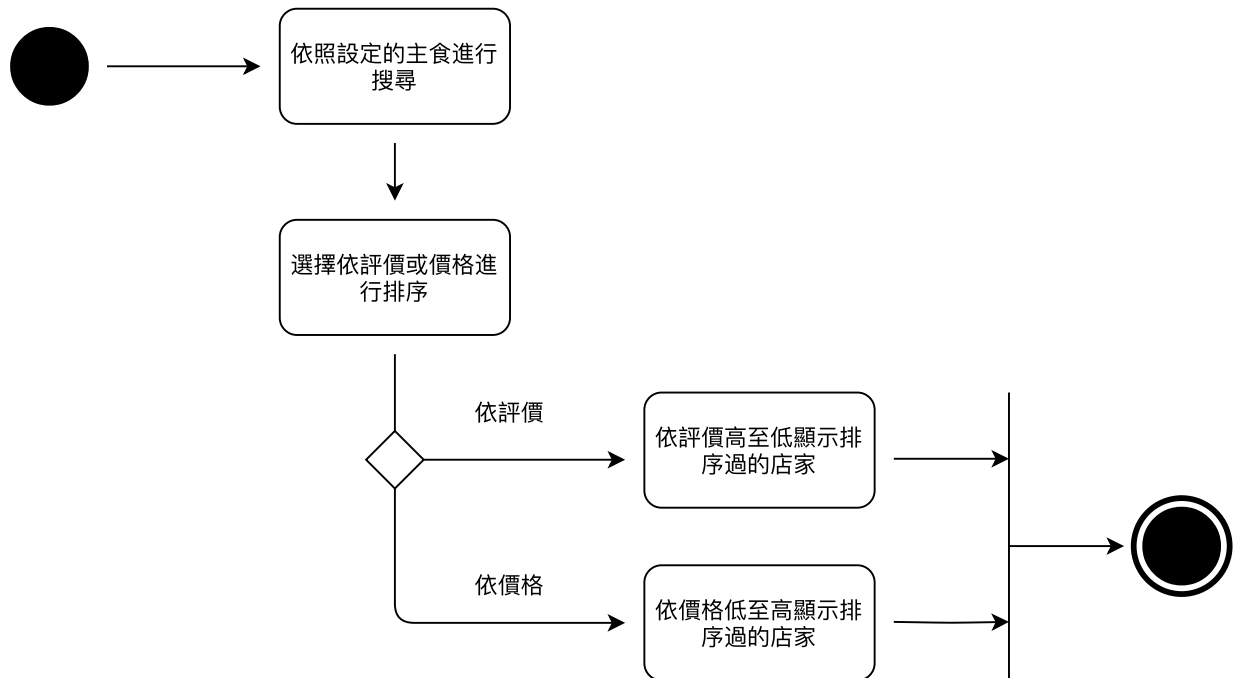 依照設定的主食進行
搜尋
選擇依評價或價格進
行排序
依評價
依評價高至低顯示排
序過的店家
依價格
依價格低至高顯示排
序過的店家